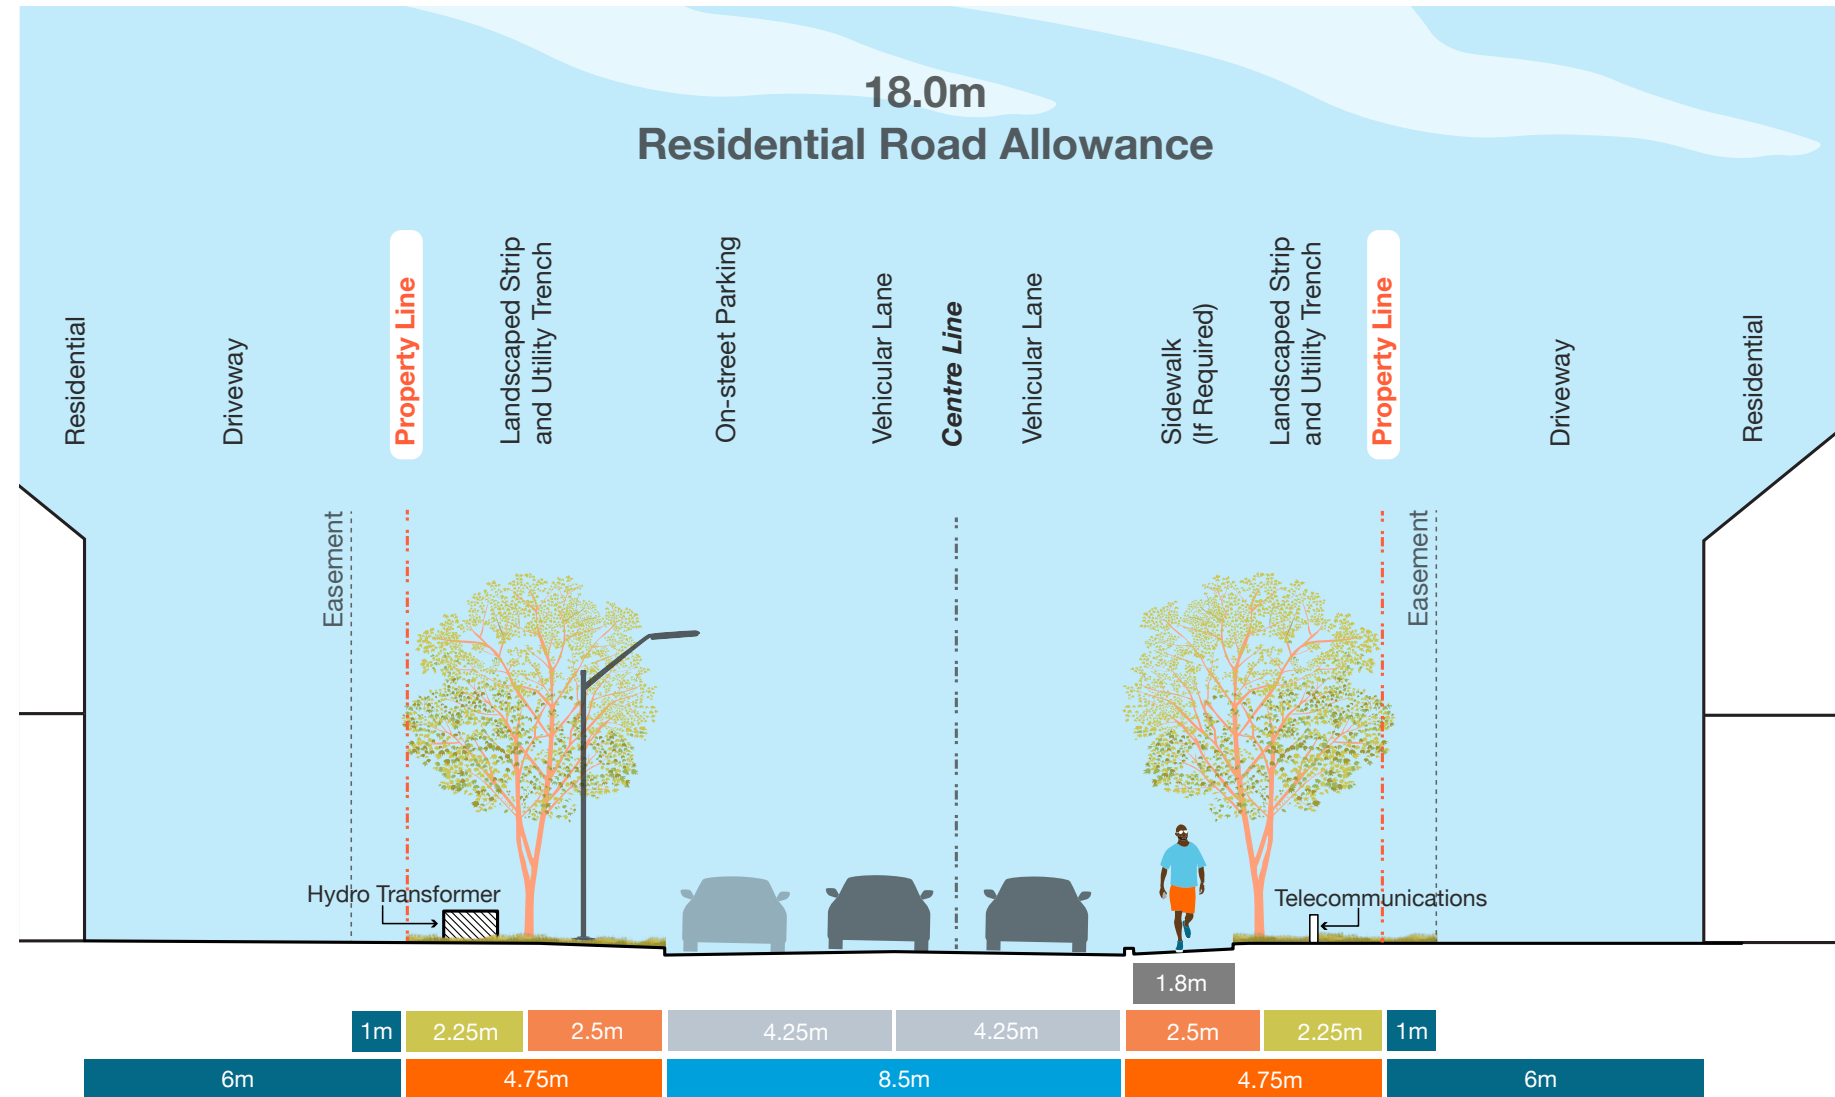 18.0m
Residential Road Allowance
Residential
Driveway
Property Line
Landscaped Strip
and Utility Trench
On-street Parking
Vehicular Lane
Centre Line
Vehicular Lane
Sidewalk
(If Required)
Landscaped Strip
and Utility Trench
Property Line
Driveway
Residential
Easement
Easement
Hydro Transformer
Telecommunications
1.8m
1m
2.25m
2.5m
4.25m
4.25m
2.5m
2.25m
1m
6m
4.75m
8.5m
4.75m
6m